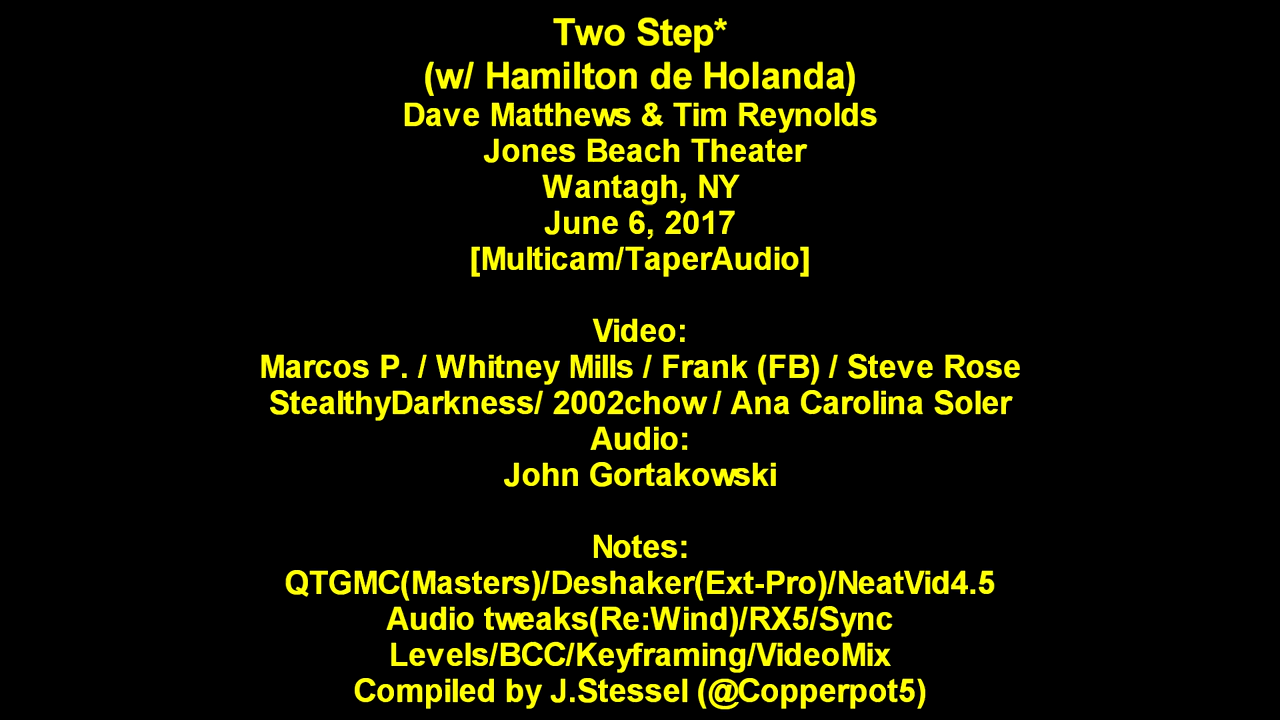 Two Step*
(w/ Hamilton de Holanda)
Dave Matthews & Tim Reynolds
Jones Beach Theater
Wantagh, NY
June 6, 2017
[Multicam/TaperAudio]
Video:
Marcos P. / Whitney Mills / Frank (FB) / Steve Rose
StealthyDarkness/ 2002chow / Ana Carolina Soler
Audio:
John Gortakowski
Notes:
QTGMC(Masters)/Deshaker(Ext-Pro)/NeatVid4.5
Audio tweaks(Re:Wind)/RX5/Sync
Levels/BCC/Keyframing/VideoMix
Compiled by J.Stessel (@Copperpot5)